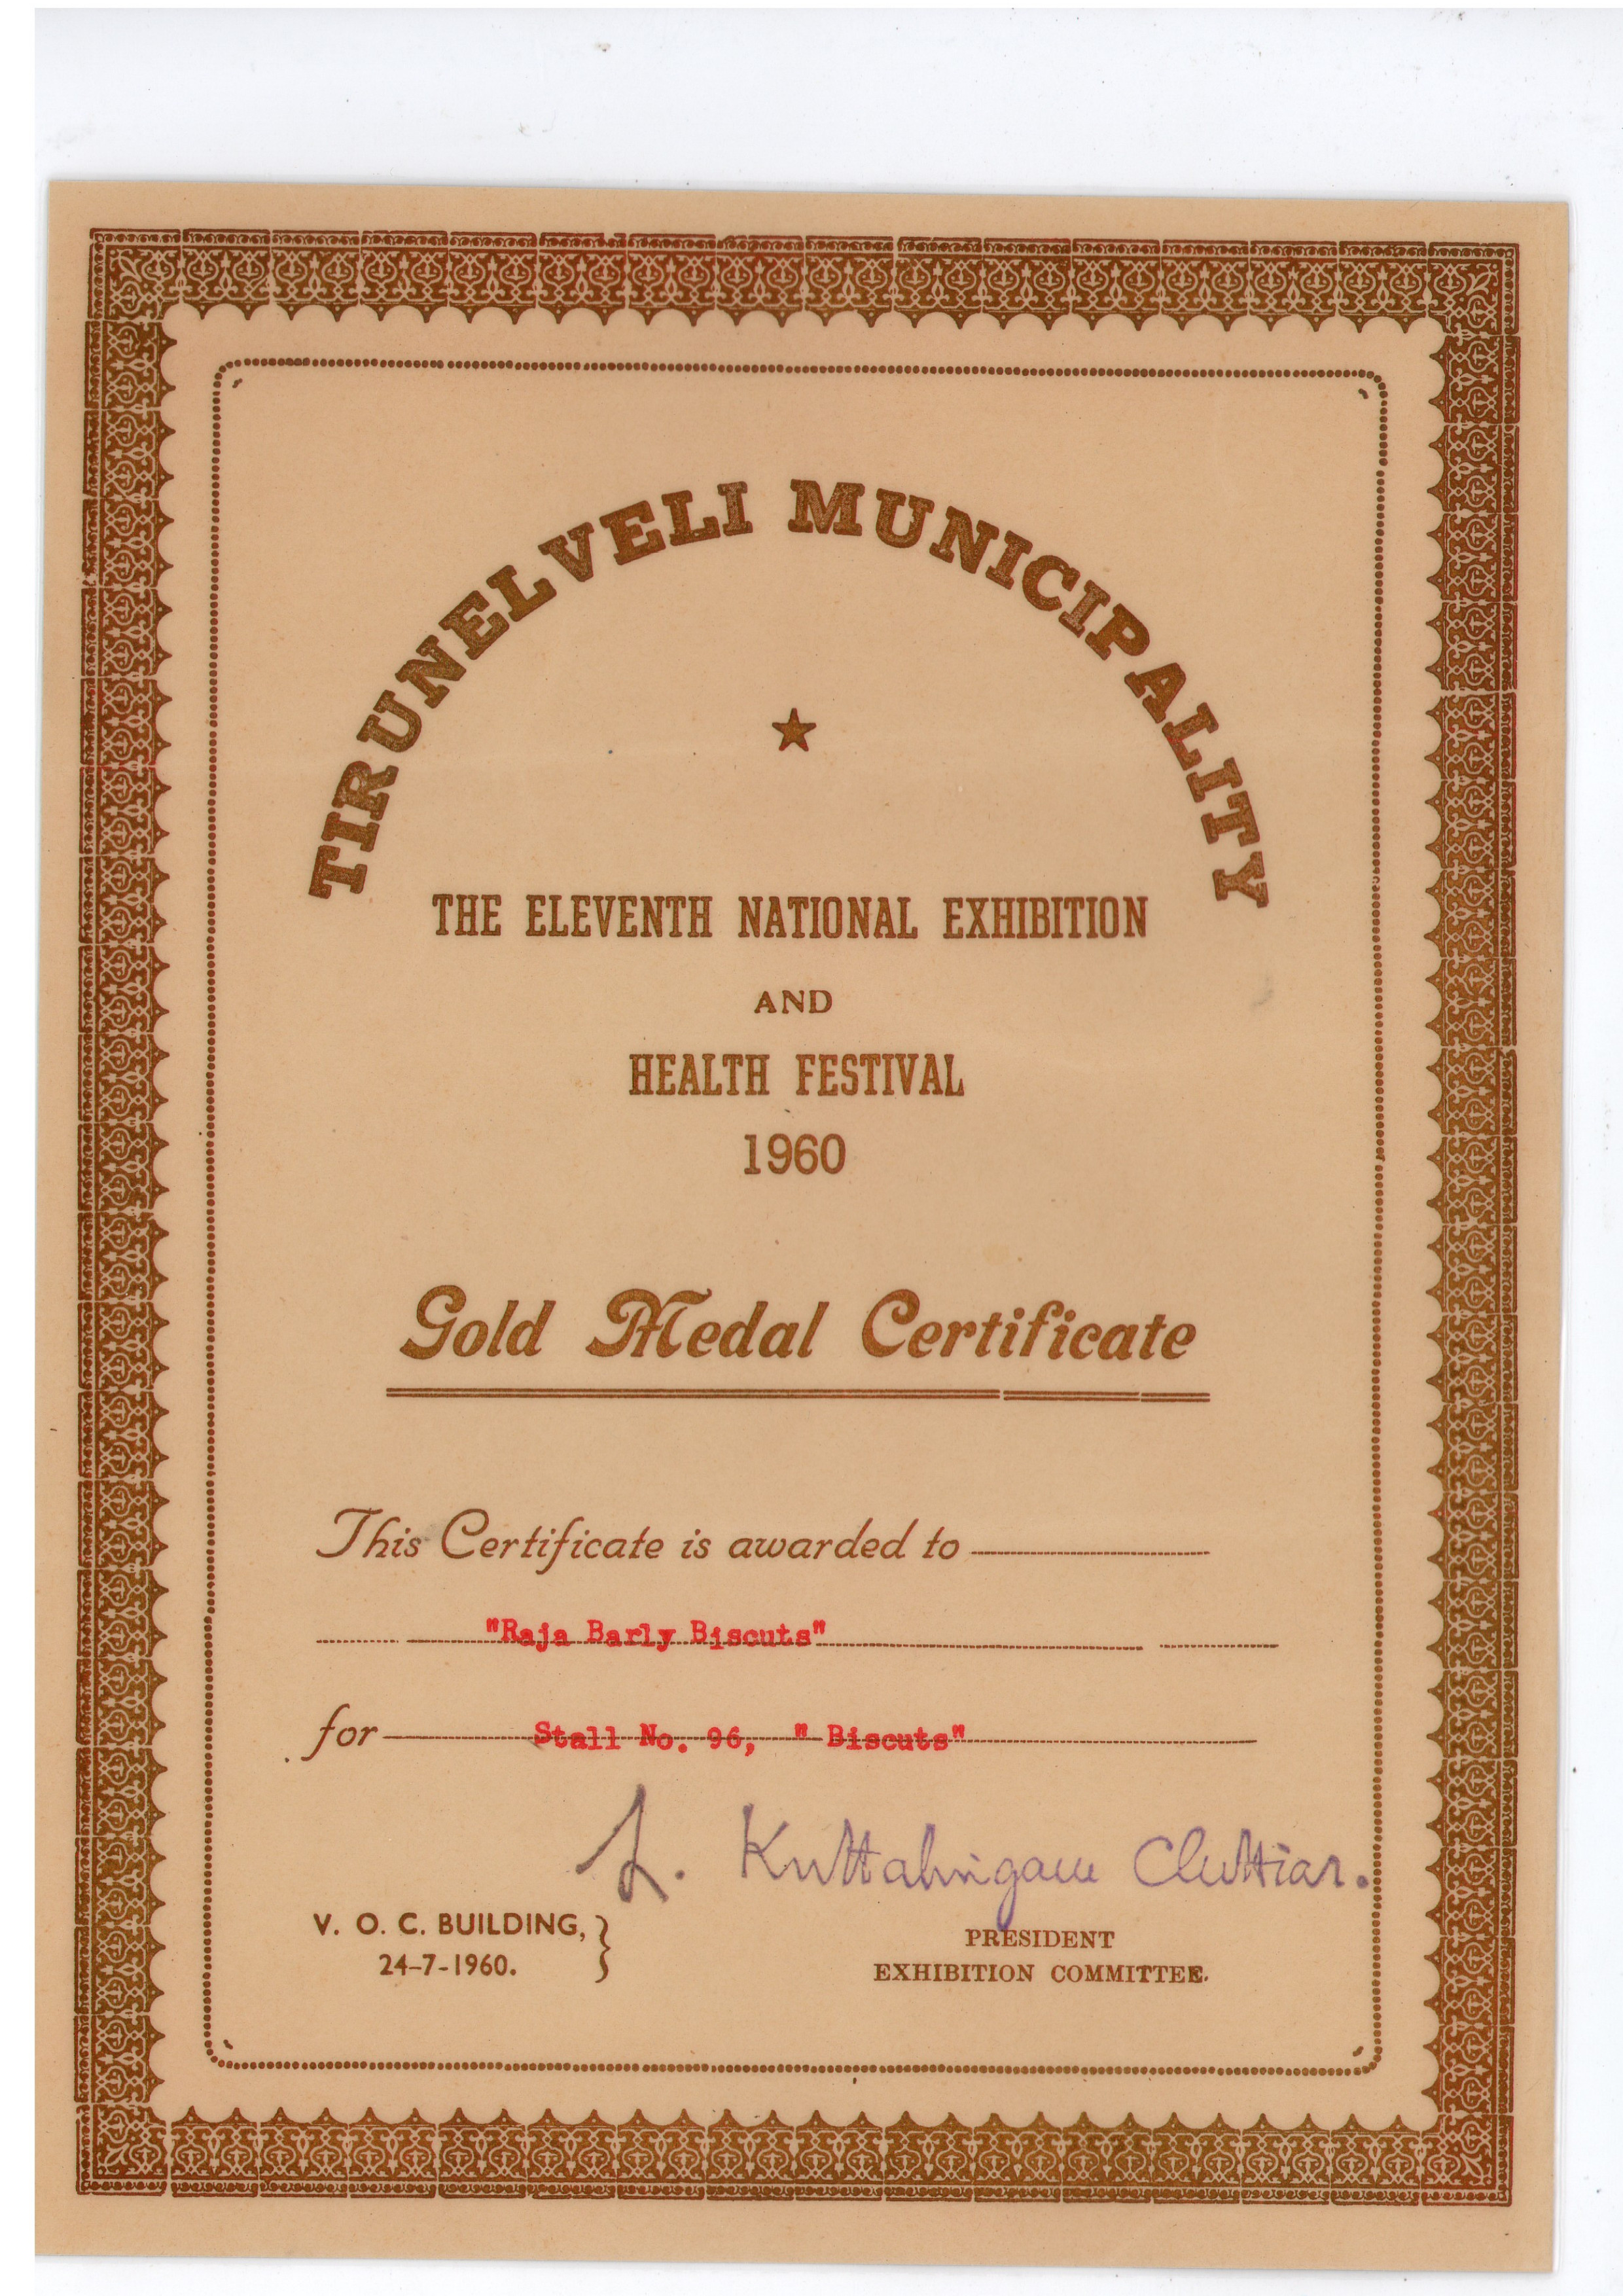 TIRUNELVELI MUNICIPALITY
THE ELEVENTH NATIONAL EXHIBITION
AND
HEALTH FESTIVAL
1960
Gold Medal Certificate
This Certificate is awarded to
"Raja Barly Biscuts"
for Stall No. 96, " Biscuts"
Kuttalingam Chettiar.
V. O. C. BUILDING,
24-7-1960.
PRESIDENT
EXHIBITION COMMITTEE.